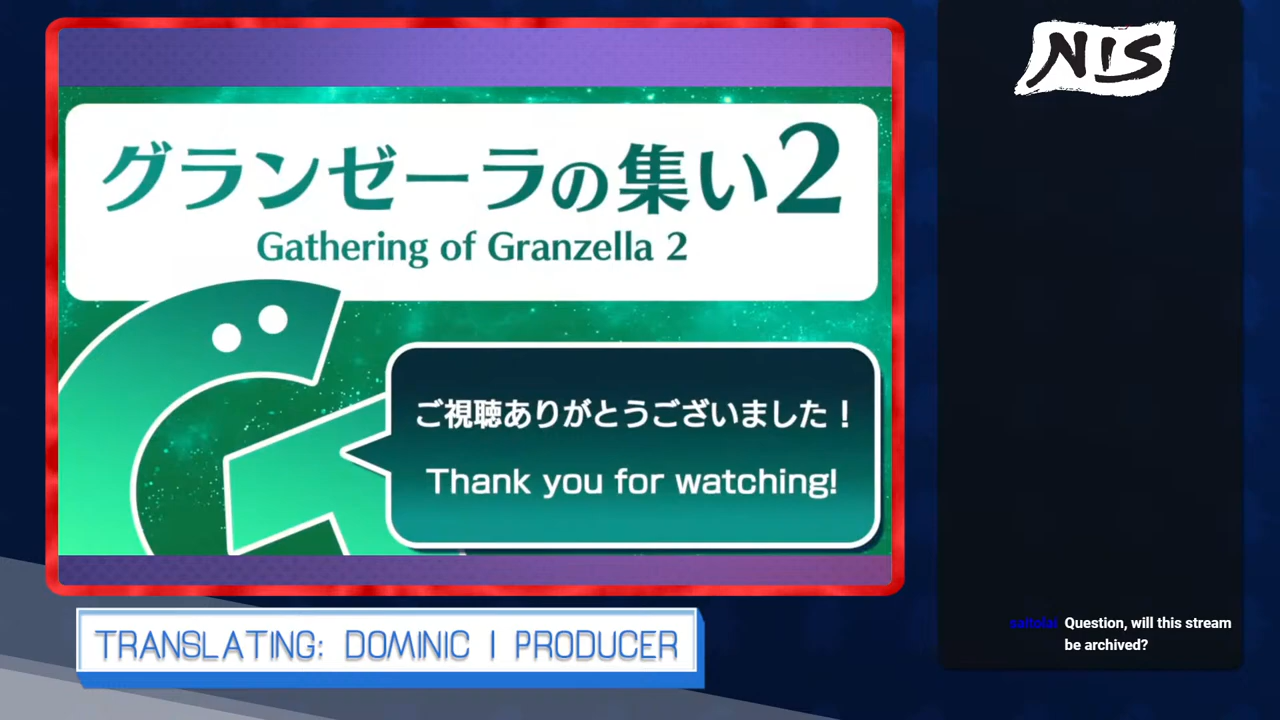 グランゼーラの集い2
Gathering of Granzella 2
ご視聴ありがとうございました！
Thank you for watching!
TRANSLATING: DOMINIC | PRODUCER
NIS
Question, will this stream
be archived?